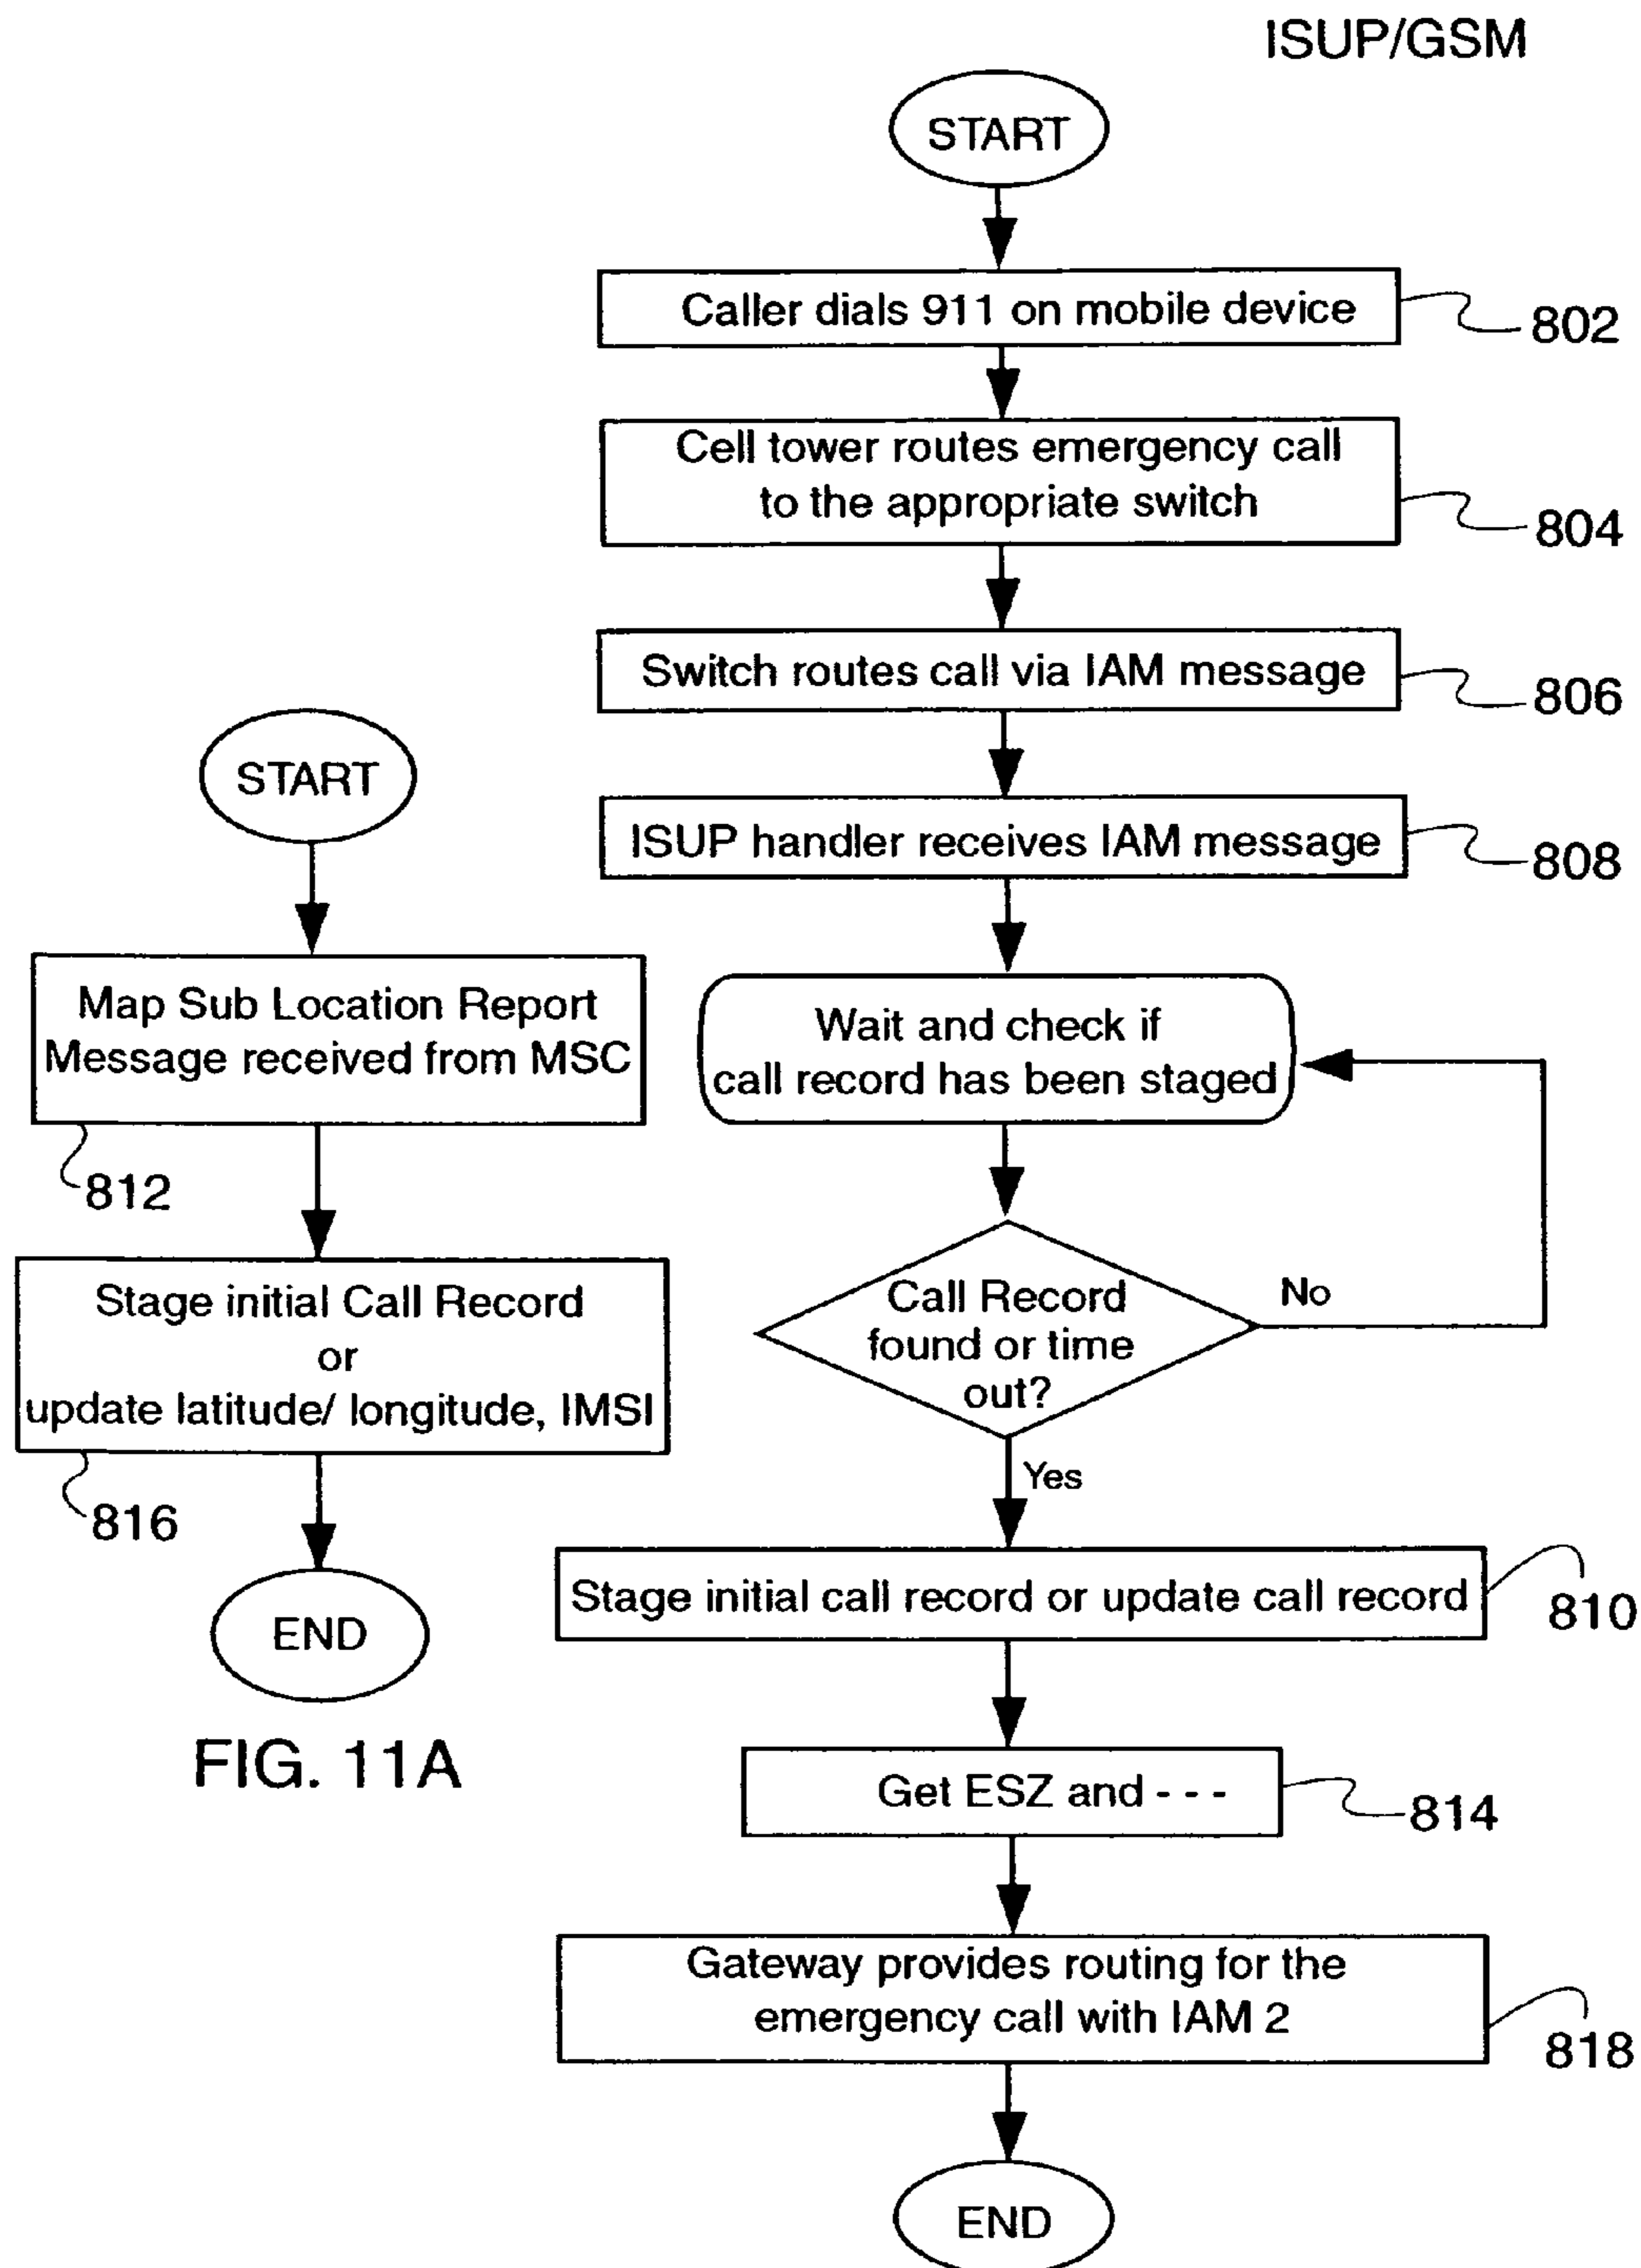 ISUP/GSM
START
Caller dials 911 on mobile device
802
Cell tower routes emergency call
to the appropriate switch
804
Switch routes call via IAM message
806
ISUP handler receives IAM message
808
Wait and check if
call record has been staged
Call Record
found or time
out?
No
Yes
Stage initial call record or update call record
810
Get ESZ and - - -
814
Gateway provides routing for the
emergency call with IAM 2
818
END
START
Map Sub Location Report
Message received from MSC
812
Stage initial Call Record
or
update latitude/ longitude, IMSI
816
END
FIG. 11A